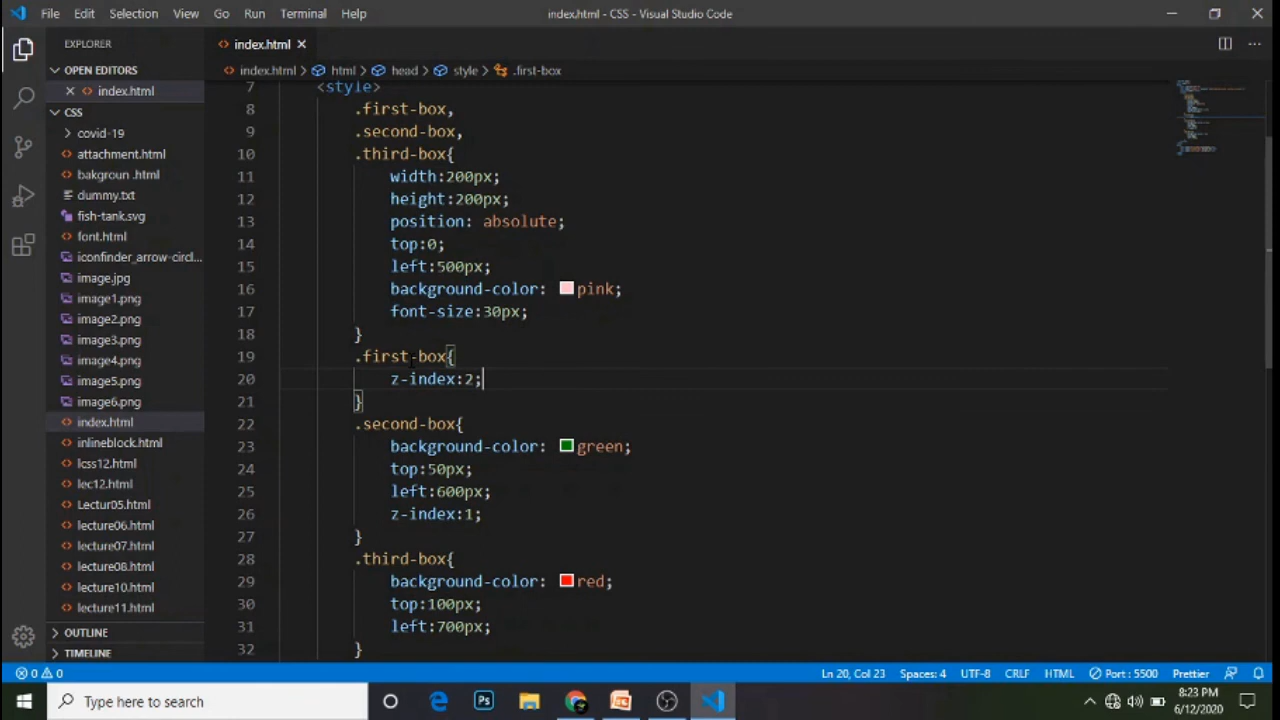 File Edit Selection View Go Run Terminal Help index.html - CSS - Visual Studio Code
EXPLORER
OPEN EDITORS
index.html
CSS
covid-19
attachment.html
bakgroun .html
dummy.txt
fish-tank.svg
font.html
iconfinder_arrow-circl...
image.jpg
image1.png
image2.png
image3.png
image4.png
image5.png
image6.png
index.html
inlineblock.html
lcss12.html
lec12.html
Lectur05.html
lecture06.html
lecture07.html
lecture08.html
lecture10.html
lecture11.html
OUTLINE
TIMELINE
index.html
index.html > html > head > style > .first-box
7 <style>
8 .first-box,
9 .second-box,
10 .third-box{
11 width:200px;
12 height:200px;
13 position: absolute;
14 top:0;
15 left:500px;
16 background-color: pink;
17 font-size:30px;
18 }
19 .first-box{
20 z-index:2;
21 }
22 .second-box{
23 background-color: green;
24 top:50px;
25 left:600px;
26 z-index:1;
27 }
28 .third-box{
29 background-color: red;
30 top:100px;
31 left:700px;
32 }
0 0 Ln 20, Col 23 Spaces: 4 UTF-8 CRLF HTML Port : 5500 Prettier
Type here to search
Ps
8:23 PM
6/12/2020